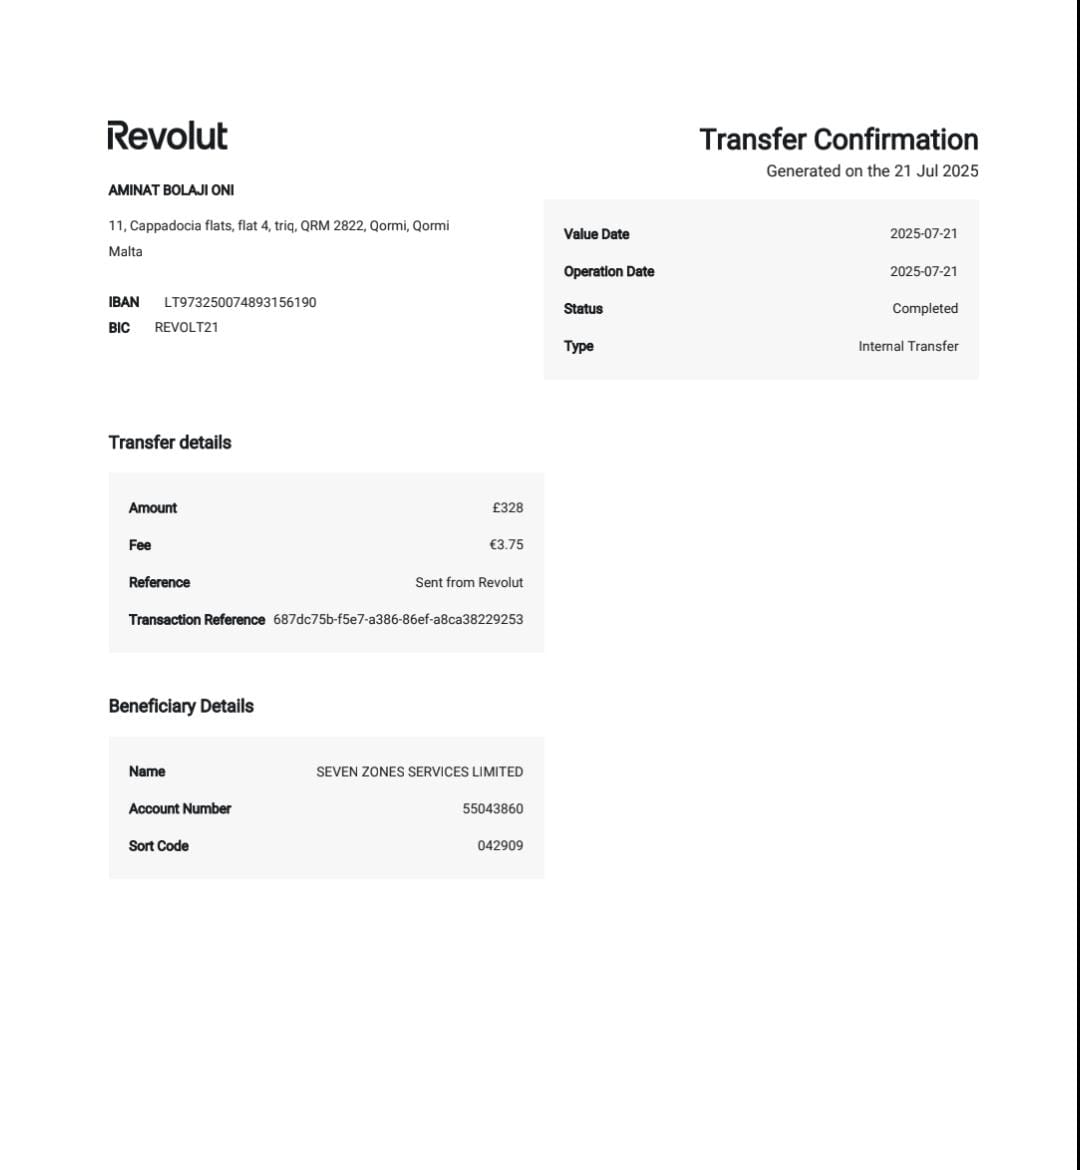 Revolut
AMINAT BOLAJI ONI
11, Cappadocia flats, flat 4, triq, QRM 2822, Qormi, Qormi
Malta
IBAN LT973250074893156190
BIC REVOLT21
Transfer Confirmation
Generated on the 21 Jul 2025
Value Date 2025-07-21
Operation Date 2025-07-21
Status Completed
Type Internal Transfer
Transfer details
Amount £328
Fee €3.75
Reference Sent from Revolut
Transaction Reference 687dc75b-f5e7-a386-86ef-a8ca38229253
Beneficiary Details
Name SEVEN ZONES SERVICES LIMITED
Account Number 55043860
Sort Code 042909